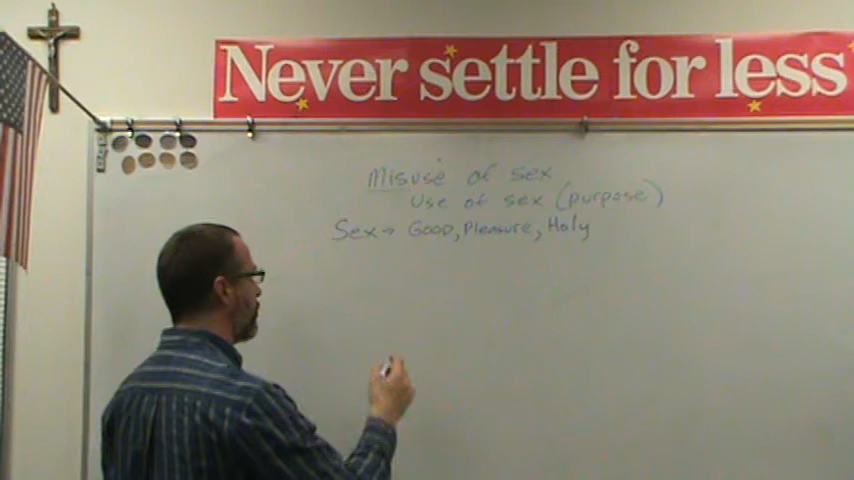 Never settle for less
Misuse of sex
Use of sex (purpose)
Sex → Good, Pleasure, Holy